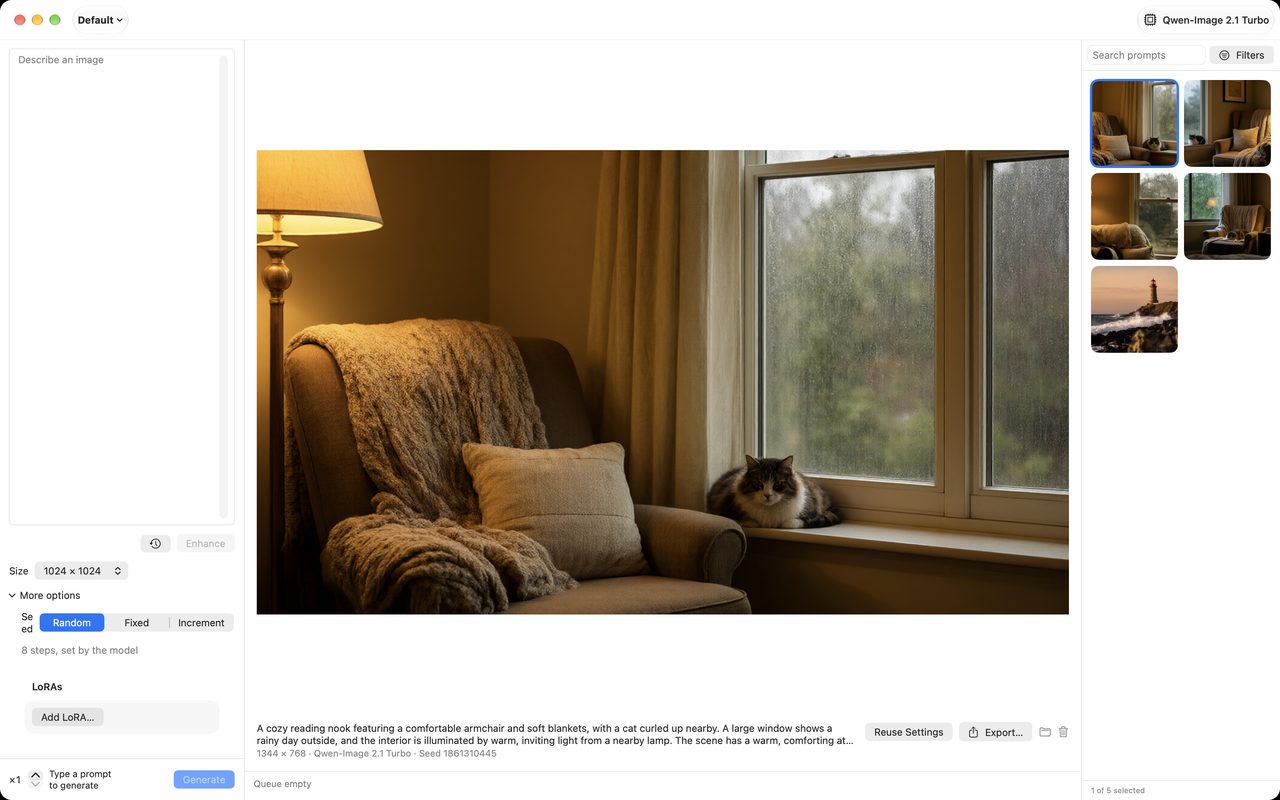 Default
Qwen-Image 2.1 Turbo
Describe an image
Enhance
Size
1024 × 1024
More options
Se
ed
Random
Fixed
Increment
8 steps, set by the model
LoRAs
Add LoRA...
×1
Type a prompt
to generate
Generate
A cozy reading nook featuring a comfortable armchair and soft blankets, with a cat curled up nearby. A large window shows a
rainy day outside, and the interior is illuminated by warm, inviting light from a nearby lamp. The scene has a warm, comforting at...
1344 × 768 · Qwen-Image 2.1 Turbo · Seed 1861310445
Reuse Settings
Export...
Queue empty
Search prompts
Filters
1 of 5 selected